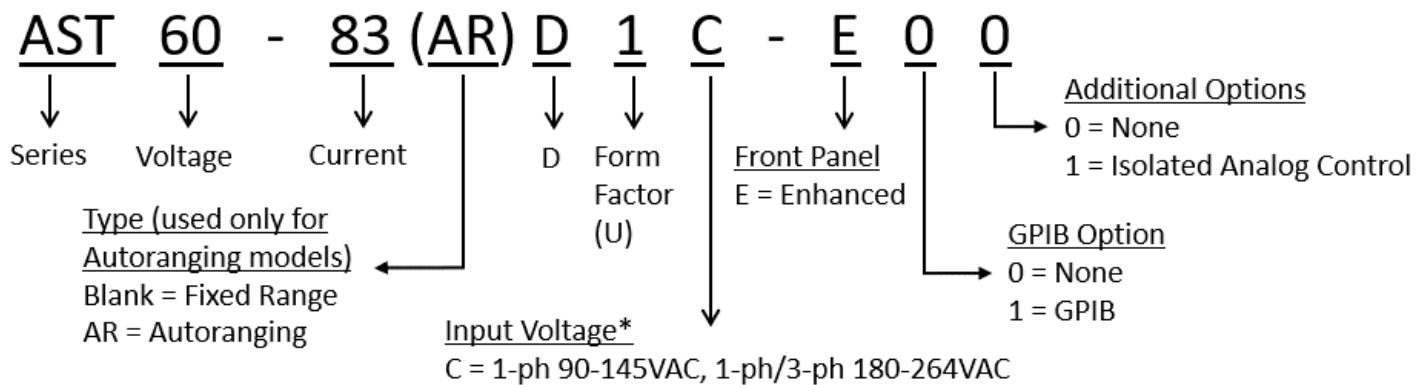 AST 60 - 83 (AR) D 1 C - E 0 0
Series
Voltage
Current
D
Form
Factor
(U)
Front Panel
E = Enhanced
Additional Options
0 = None
1 = Isolated Analog Control
Type (used only for
Autoranging models)
Blank = Fixed Range
AR = Autoranging
GPIB Option
0 = None
1 = GPIB
Input Voltage*
C = 1-ph 90-145VAC, 1-ph/3-ph 180-264VAC